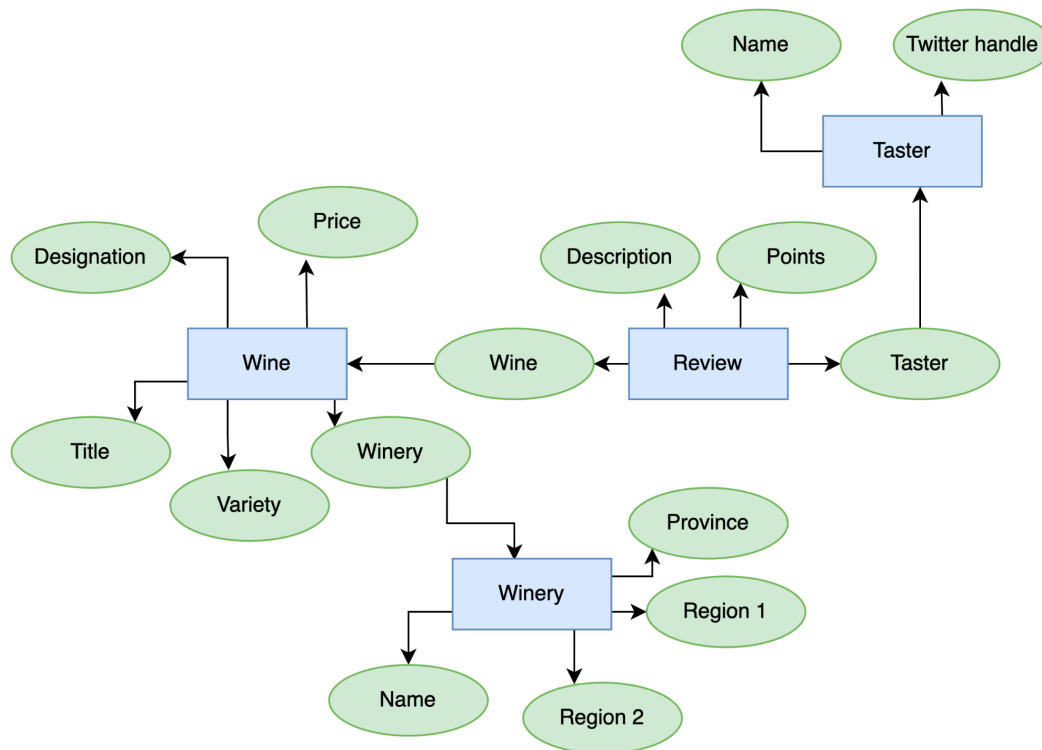 Name
Twitter handle
Taster
Price
Designation
Description
Points
Wine
Wine
Review
Taster
Title
Winery
Variety
Province
Winery
Region 1
Name
Region 2